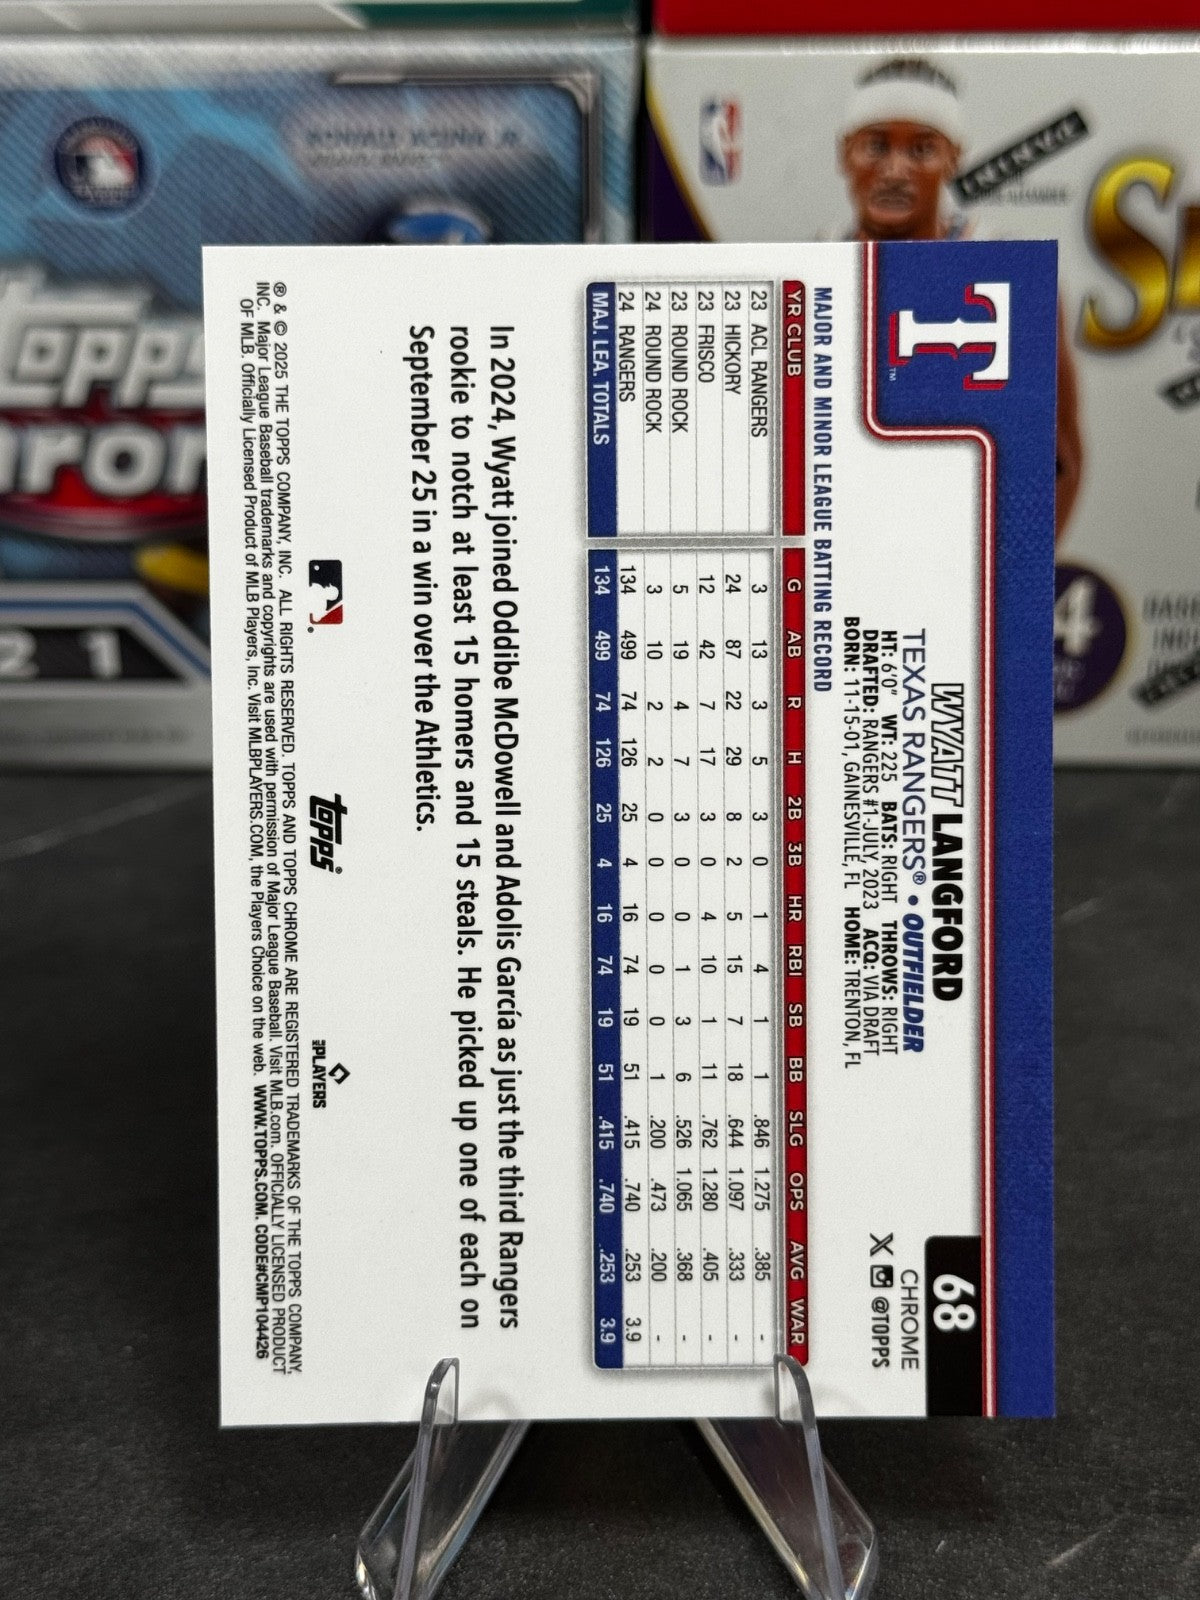 WYATT LANGFORD
TEXAS RANGERS® • OUTFIELDER
HT: 6'0" WT: 225 BATS: RIGHT THROWS: RIGHT
DRAFTED: RANGERS #1-JULY, 2023 ACQ: VIA DRAFT
BORN: 11-15-01, GAINESVILLE, FL HOME: TRENTON, FL
68
CHROME
X @TOPPS
T
TM
MAJOR AND MINOR LEAGUE BATTING RECORD
YR CLUB G AB R H 2B 3B HR RBI SB BB SLG OPS AVG WAR
23 ACL RANGERS 3 13 3 5 3 0 1 4 1 1 .846 1.275 .385 -
23 HICKORY 24 87 22 29 8 2 5 15 7 18 .644 1.097 .333 -
23 FRISCO 12 42 7 17 3 0 4 10 1 11 .762 1.280 .405 -
23 ROUND ROCK 5 19 4 7 3 0 0 1 3 6 .526 1.065 .368 -
24 ROUND ROCK 3 10 2 2 0 0 0 0 0 1 .200 .473 .200 -
24 RANGERS 134 499 74 126 25 4 16 74 19 51 .415 .740 .253 3.9
MAJ. LEA. TOTALS 134 499 74 126 25 4 16 74 19 51 .415 .740 .253 3.9
In 2024, Wyatt joined Oddibe McDowell and Adolis García as just the third Rangers
rookie to notch at least 15 homers and 15 steals. He picked up one of each on
September 25 in a win over the Athletics.
topps®
MLB PLAYERS
® & © 2025 THE TOPPS COMPANY, INC. ALL RIGHTS RESERVED. TOPPS AND TOPPS CHROME ARE REGISTERED TRADEMARKS OF THE TOPPS COMPANY,
INC. Major League Baseball trademarks and copyrights are used with permission of Major League Baseball. Visit MLB.com. OFFICIALLY LICENSED PRODUCT
OF MLB. Officially Licensed Product of MLB Players, Inc. Visit MLBPLAYERS.COM, the Players Choice on the web. WWW.TOPPS.COM. CODE#CMP104426
RONALD ACUÑA JR.
Topps
21